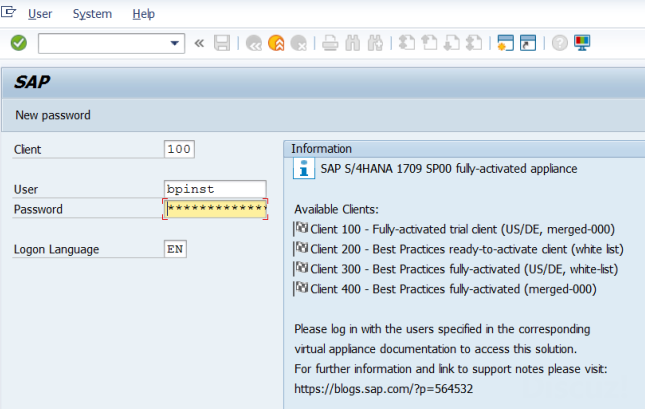 User System Help
SAP
New password
Client 100
User bpinst
Password *************
Logon Language EN
Information
SAP S/4HANA 1709 SP00 fully-activated appliance
Available Clients:
Client 100 - Fully-activated trial client (US/DE, merged-000)
Client 200 - Best Practices ready-to-activate client (white list)
Client 300 - Best Practices fully-activated (US/DE, white-list)
Client 400 - Best Practices fully-activated (merged-000)
Please log in with the users specified in the corresponding
virtual appliance documentation to access this solution.
For further information and link to support notes please visit:
https://blogs.sap.com/?p=564532